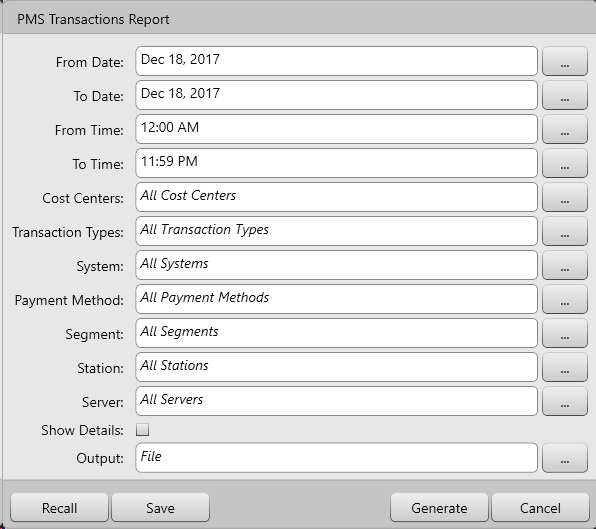 PMS Transactions Report
From Date: Dec 18, 2017 ...
To Date: Dec 18, 2017 ...
From Time: 12:00 AM ...
To Time: 11:59 PM ...
Cost Centers: All Cost Centers ...
Transaction Types: All Transaction Types ...
System: All Systems ...
Payment Method: All Payment Methods ...
Segment: All Segments ...
Station: All Stations ...
Server: All Servers ...
Show Details:
Output: File ...
Recall Save Generate Cancel